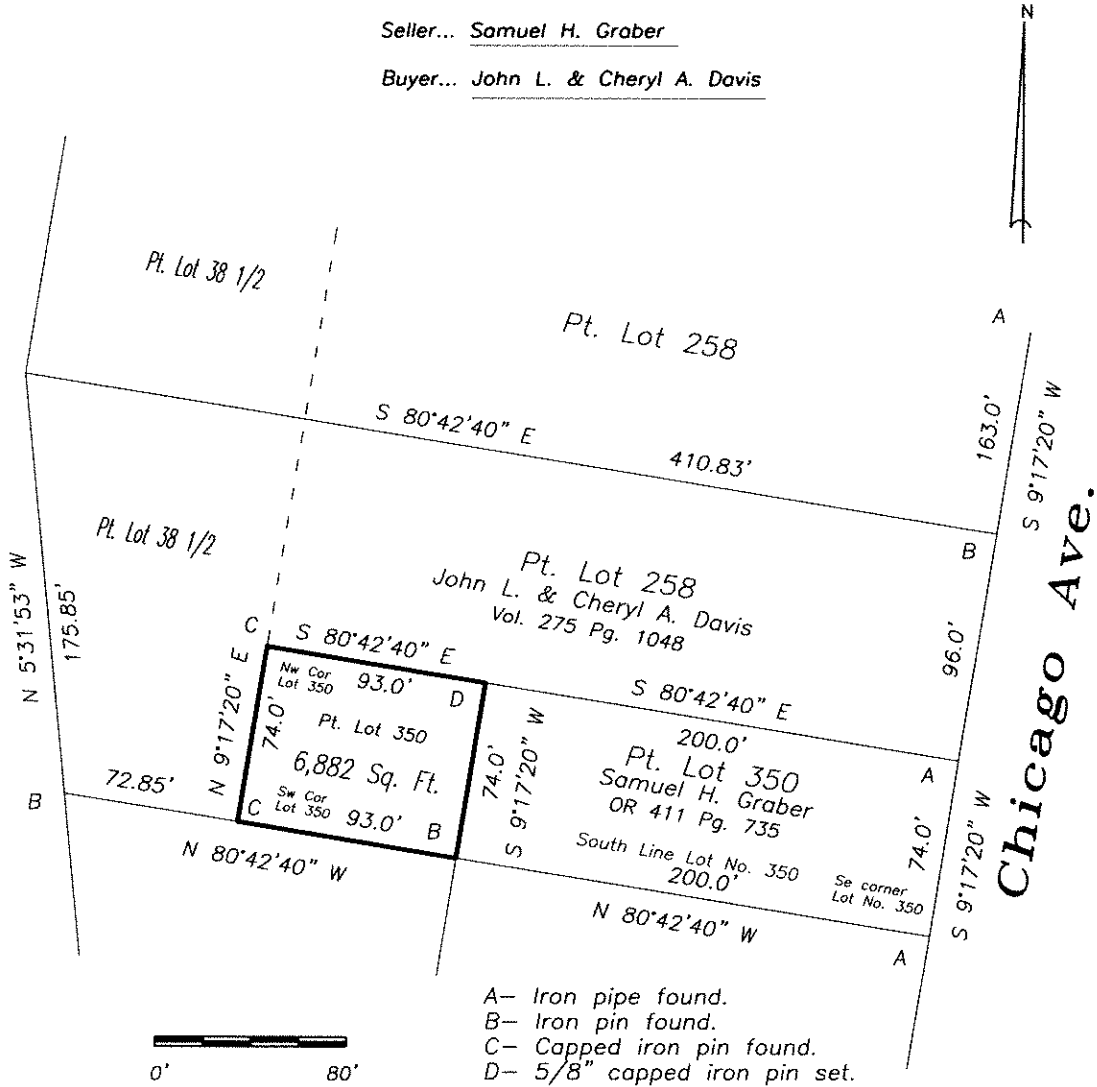 Seller... Samuel H. Graber
Buyer... John L. & Cheryl A. Davis
N
Pt. Lot 38 1/2
Pt. Lot 258
A
S 80°42'40" E
410.83'
163.0'
S 9°17'20" W
B
Pt. Lot 38 1/2
N 5°31'53" W
175.85'
Pt. Lot 258
John L. & Cheryl A. Davis
Vol. 275 Pg. 1048
96.0'
Chicago Ave.
C
S 80°42'40" E
Nw Cor
Lot 350
93.0'
D
N 9°17'20" E
74.0'
Pt. Lot 350
6,882 Sq. Ft.
Sw Cor
Lot 350
93.0'
C
B
74.0'
S 9°17'20" W
S 80°42'40" E
200.0'
A
Pt. Lot 350
Samuel H. Graber
OR 411 Pg. 735
74.0'
S 9°17'20" W
South Line Lot No. 350
200.0'
Se corner
Lot No. 350
B
72.85'
N 80°42'40" W
N 80°42'40" W
A
A– Iron pipe found.
B– Iron pin found.
C– Capped iron pin found.
D– 5/8" capped iron pin set.
0'
80'